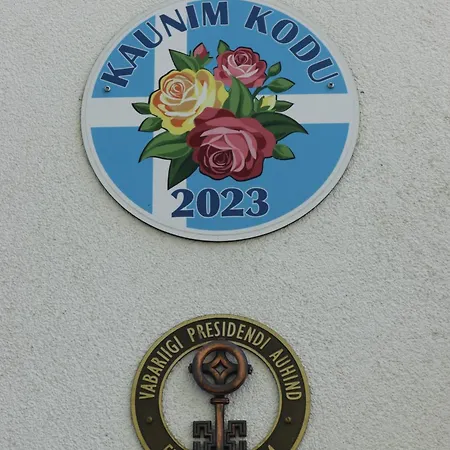 KAUNIM KODU
2023
VABARIIGI PRESIDENDI AUHIND